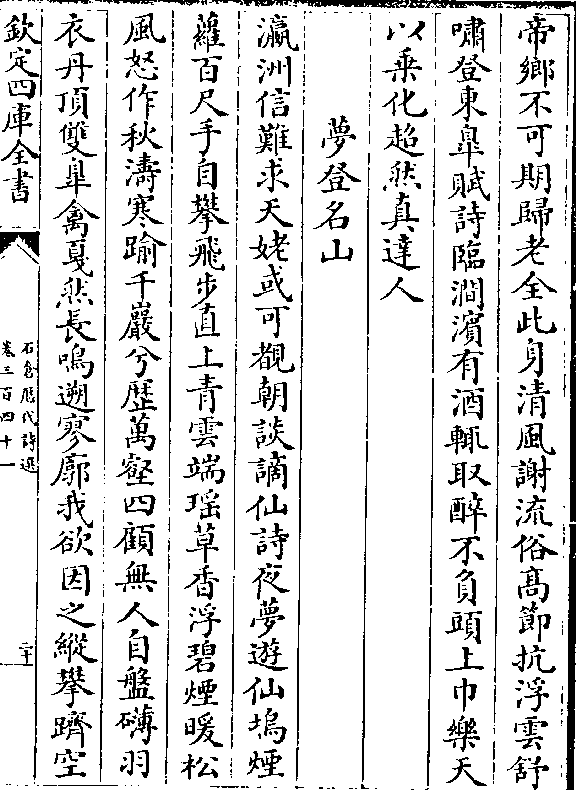 帝鄉不可期歸老全此身清風謝流俗髙節抗浮雲舒
嘯登東臯賦詩臨澗濱有酒輒取醉不負頭上巾樂天
以乗化超然真達人
夢登名山
瀛洲信難求天姥或可覩朝談謫仙詩夜夢遊仙塢煙
蘿百尺手自攀飛步直上青雲端瑶草香浮碧煙暖松
風怒作秋濤寒踰千巖兮歷萬壑四顧無人自盤礴羽
衣丹頂雙臯禽戛然長鳴遡寥廓我欲因之縱攀躋空
欽定四庫全書
石倉歴代詩選
卷三百四十一
二十